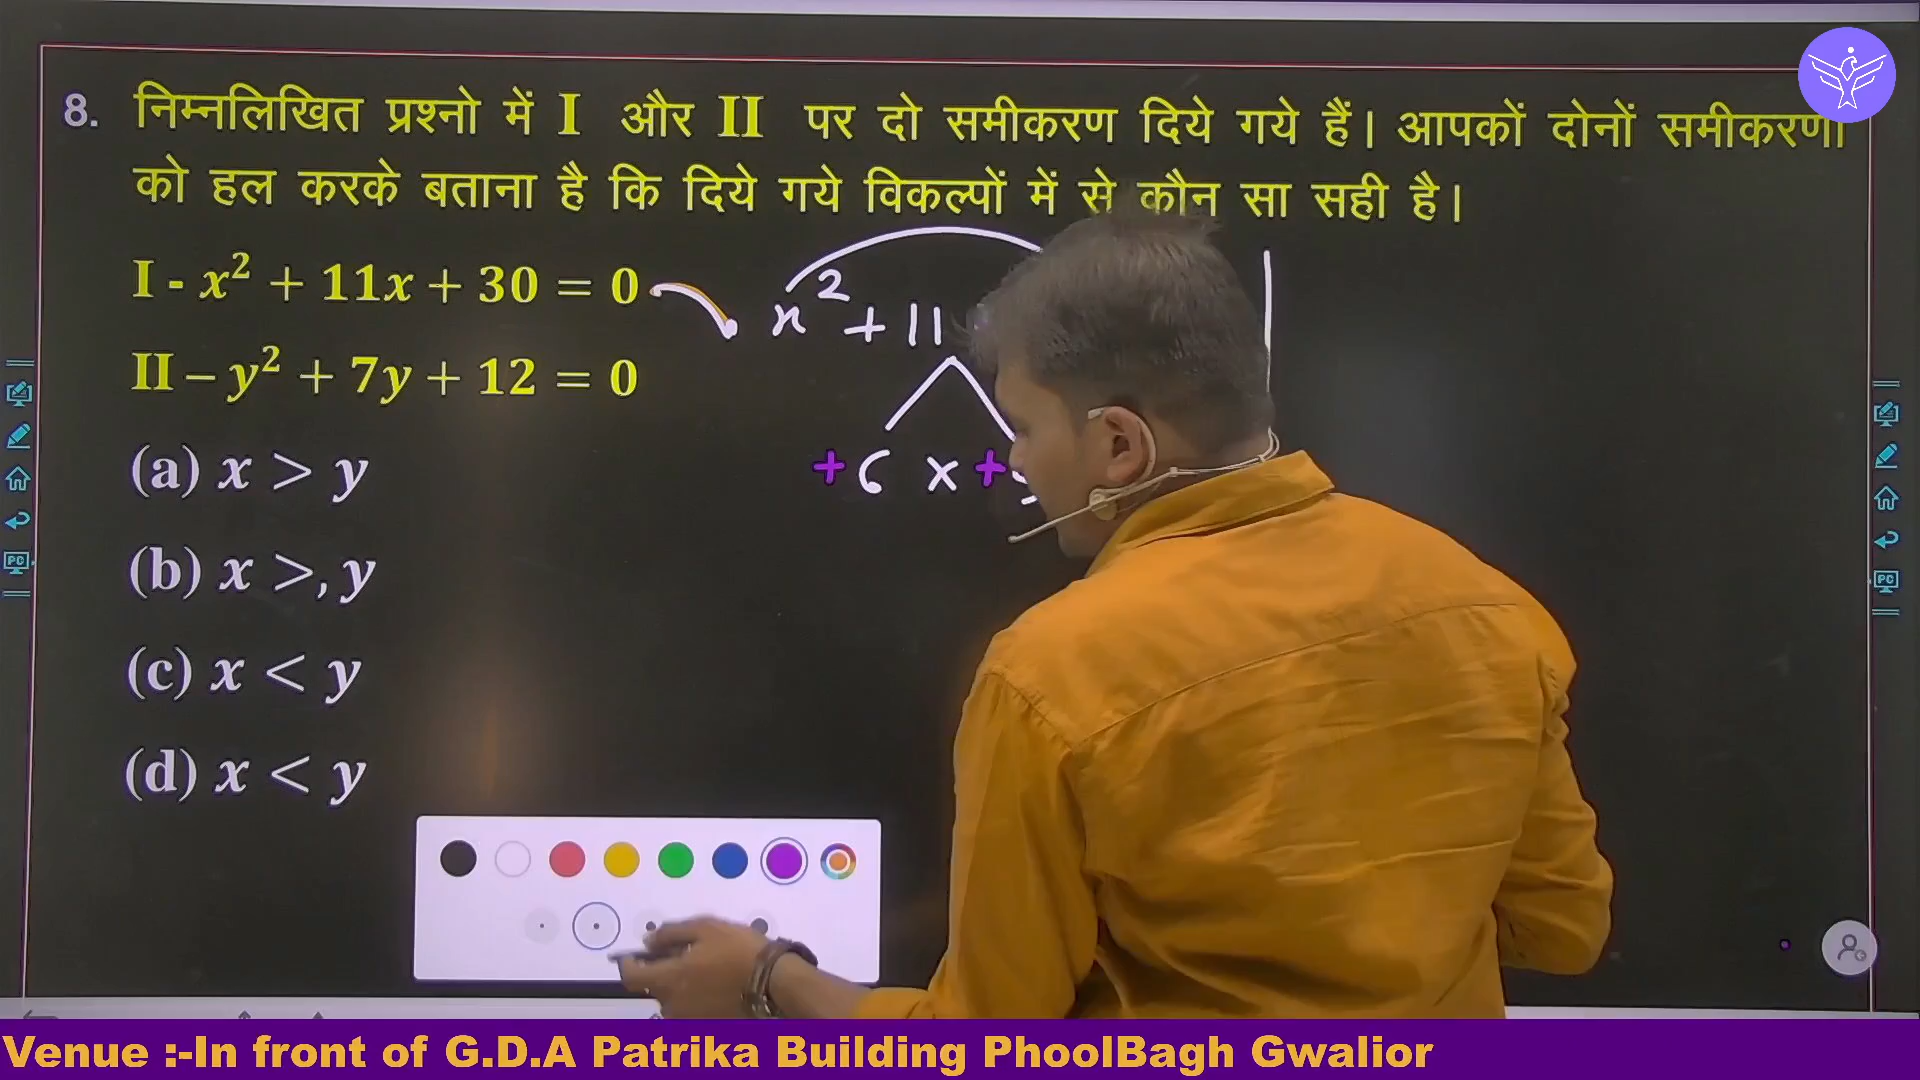 8. निम्नलिखित प्रश्नो में I और II पर दो समीकरण दिये गये हैं। आपकों दोनों समीकरणों
को हल करके बताना है कि दिये गये विकल्पों में से कौन सा सही है।
I - x² + 11x + 30 = 0
x² + 11
II – y² + 7y + 12 = 0
+6 x +
(a) x > y
(b) x >, y
(c) x < y
(d) x < y
PC
PC
Venue :-In front of G.D.A Patrika Building PhoolBagh Gwalior